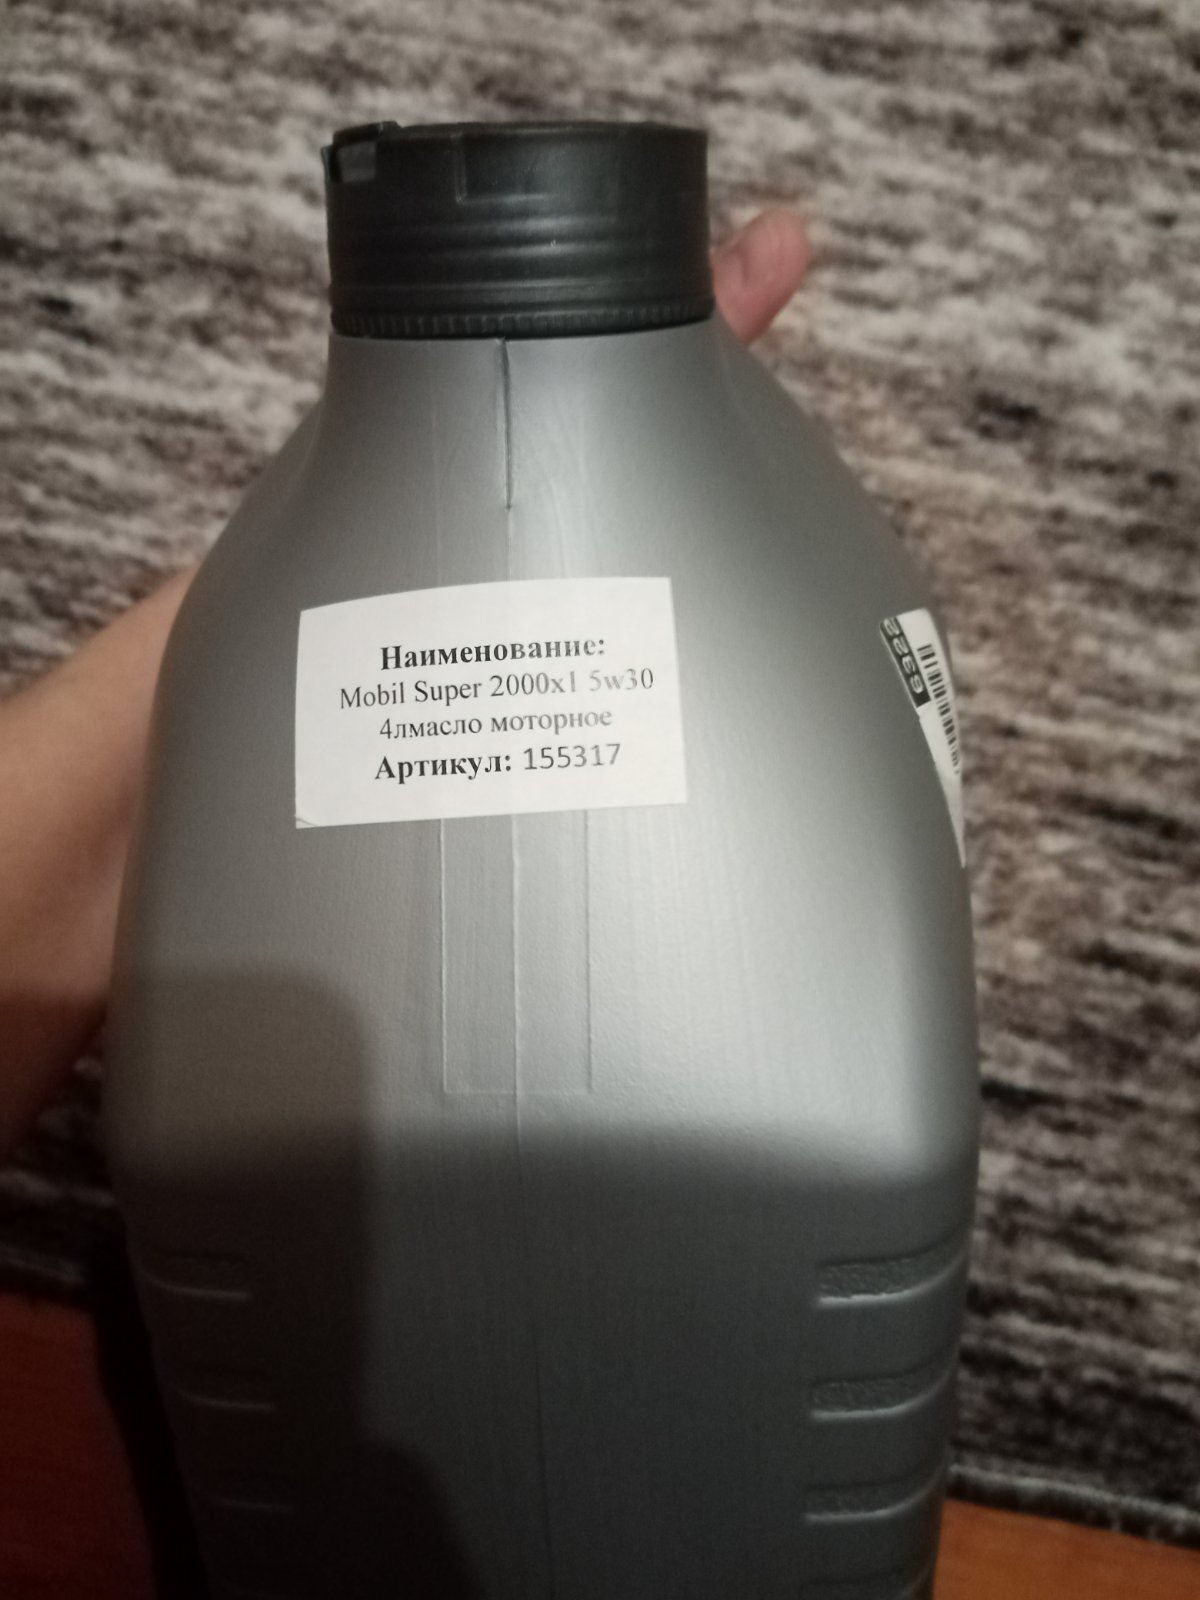 Наименование:
Mobil Super 2000x1 5w30
4лмасло моторное
Артикул: 155317